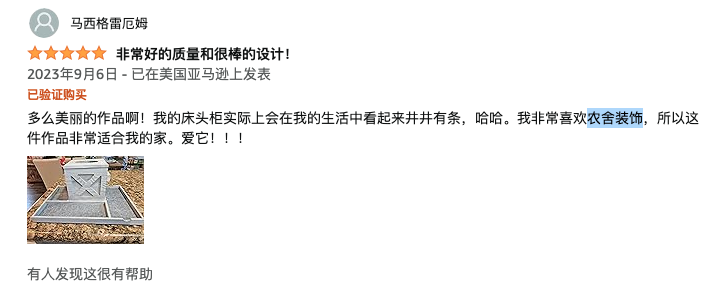 马西格雷厄姆
非常好的质量和很棒的设计！
2023年9月6日 - 已在美国亚马逊上发表
已验证购买
多么美丽的作品啊！我的床头柜实际上会在我的生活中看起来井井有条，哈哈。我非常喜欢农舍装饰，所以这
件作品非常适合我的家。爱它！！！
有人发现这很有帮助